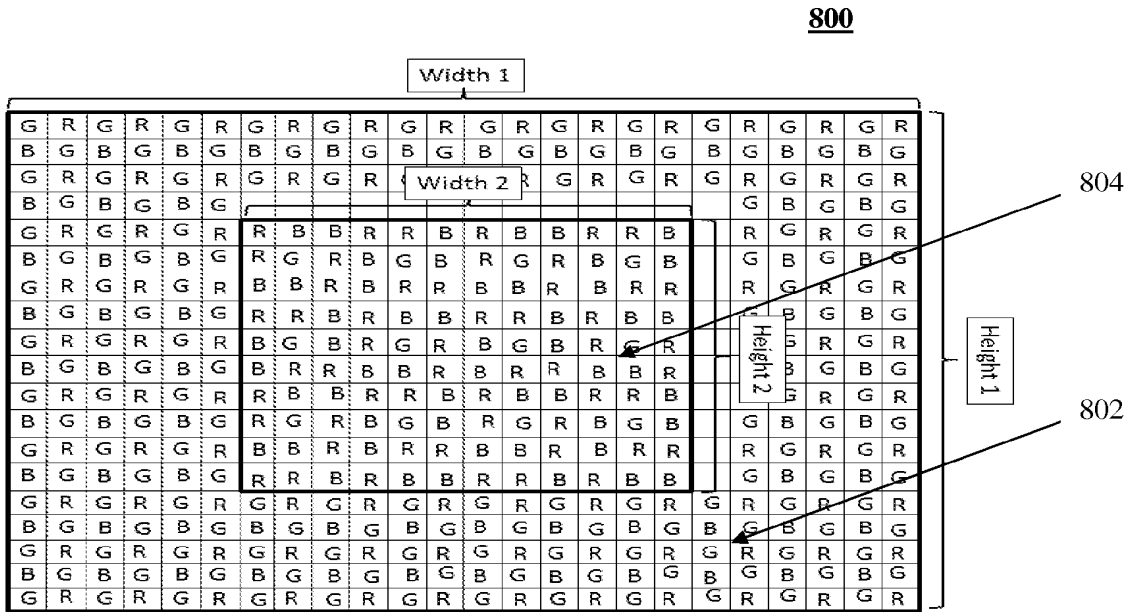 800
Width 1
G R G R G R G R G R G R G R G R G R G R G R G R
B G B G B G B G B G B G B G B G B G B G B G B G
G R G R G R G R G R Width 2 R G R G R G R G R G R
804
B G B G B G G B G B G
G R G R G R R B B R R B R B B R R B R G R G R
B G B G B G R G R B G B R G R B G B G B G B G
G R G R G R B B R B R R B B R B R R R G R G R
B G B G B G R R B R B B R R B R B B G B G B G
G R G R G R B G B R G R B G B R G R R G R
Height 2
Height 1
B G B G B G B R R B B R B R R B B R B G B G
G R G R G R R B B R R B R B B R R B R G R G R
802
B G B G B G R G R B G B R G R B G B G B G B G
G R G R G R B B R B R R B B R B R R R G R G R
B G B G B G R R B R B B R R B R B B G B G B G
G R G R G R G R G R G R G R G R G R G R G R G R
B G B G B G B G B G B G B G B G B G B G B G B G
G R G R G R G R G R G R G R G R G R G R G R G R
B G B G B G B G B G B G B G B G B G B G B G B G
G R G R G R G R G R G R G R G R G R G R G R G R